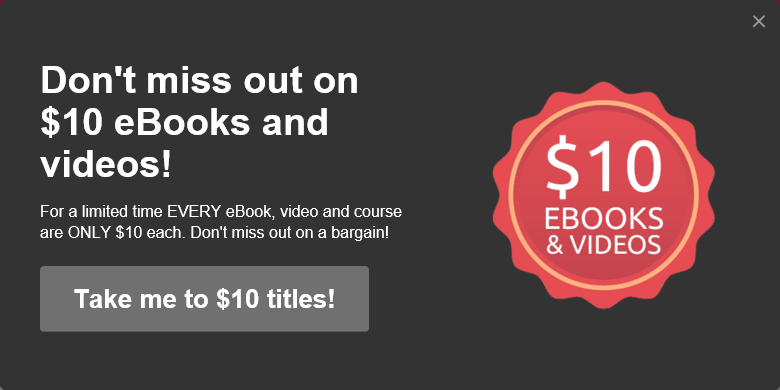 Don't miss out on
$10 eBooks and
videos!
For a limited time EVERY eBook, video and course
are ONLY $10 each. Don't miss out on a bargain!
Take me to $10 titles!
$10
EBOOKS
& VIDEOS